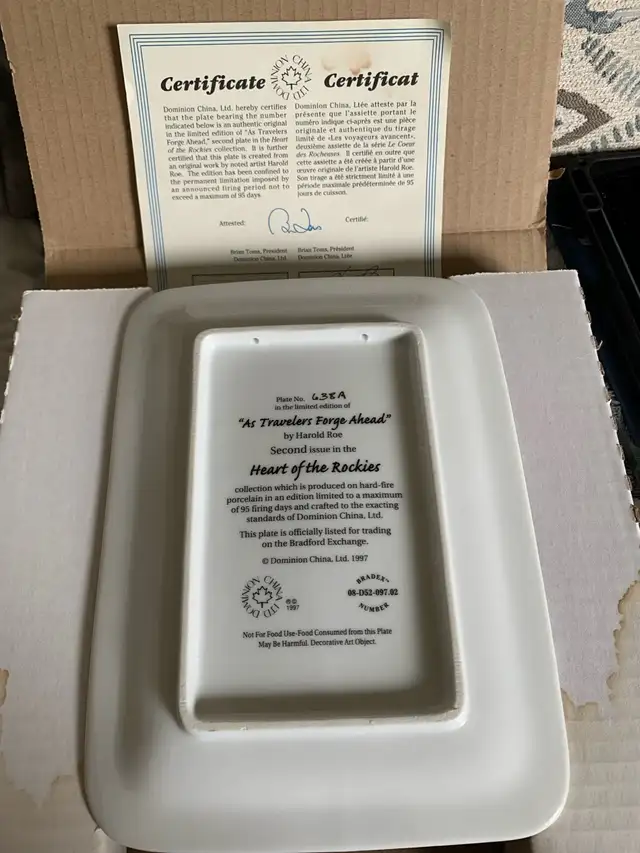 Certificate
DOMINION CHINA LTD.
Certificat
Dominion China, Ltd. hereby certifies
that the plate bearing the number
indicated below is an authentic original
in the limited edition of "As Travelers
Forge Ahead," second plate in the Heart
of the Rockies collection. It is further
certified that this plate is created from
an original work by noted artist Harold
Roe. The edition has been confined to
the permanent limitation imposed by
an announced firing period not to
exceed a maximum of 95 days.
Dominion China, Ltée atteste par la
présente que l'assiette portant le
numéro indique ci-après est une pièce
originale et authentique du tirage
limité de «Les voyageurs avancent»,
deuxième assiette de la série Le Coeur
des Rocheuses. Il certifié en outre que
cette assiette a été créée à partir d'une
œuvre originale de l'artiste Harold Roe.
Son tirage a été strictment limité à une
période maximale prédéterminée de 95
jours de cuisson.
Attested:
Certifié:
Brian Toms, President
Dominion China, Ltd.
Brian Toms, Président
Dominion China, Ltée
Plate No. 638A
in the limited edition of
"As Travelers Forge Ahead"
by Harold Roe
Second issue in the
Heart of the Rockies
collection which is produced on hard-fire
porcelain in an edition limited to a maximum
of 95 firing days and crafted to the exacting
standards of Dominion China, Ltd.
This plate is officially listed for trading
on the Bradford Exchange.
© Dominion China, Ltd. 1997
DOMINION CHINA LTD.
®©
1997
BRADEX™
08-D52-097.02
NUMBER
Not For Food Use-Food Consumed from this Plate
May Be Harmful. Decorative Art Object.